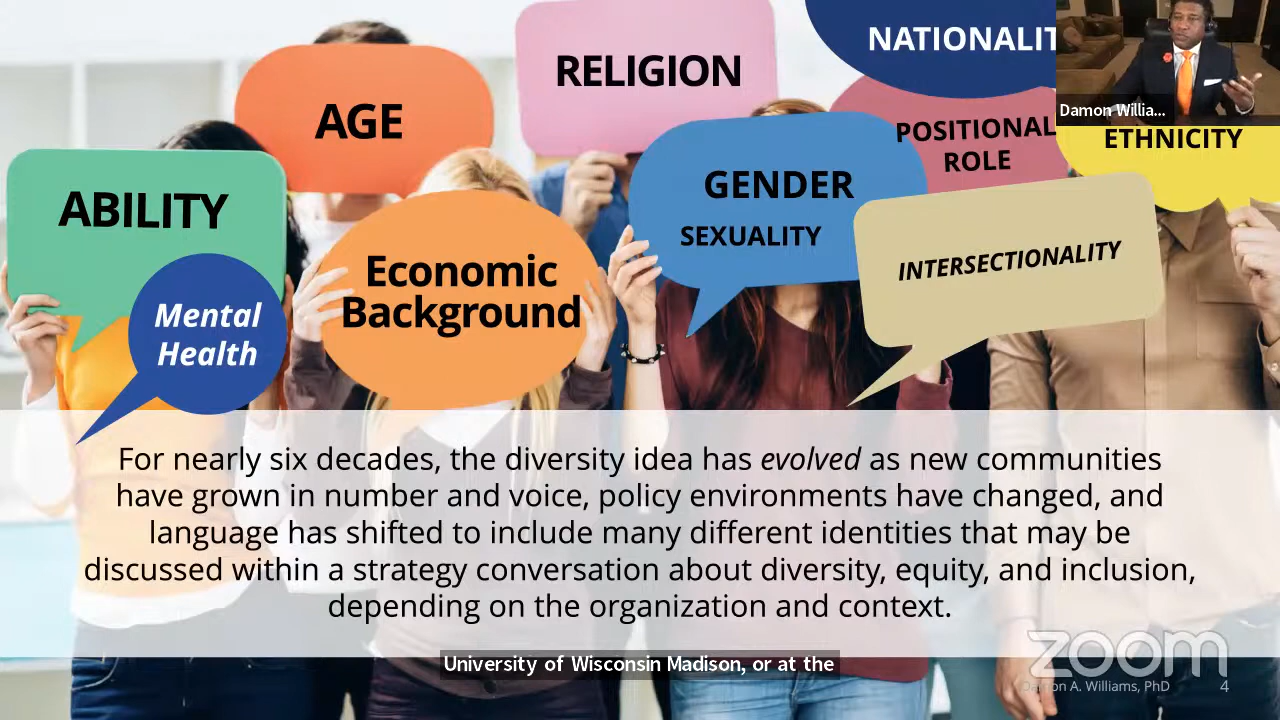 NATIONALIT
RELIGION
AGE
Damon Willia...
POSITIONAL
ROLE
ETHNICITY
GENDER
SEXUALITY
ABILITY
INTERSECTIONALITY
Economic
Background
Mental
Health
For nearly six decades, the diversity idea has evolved as new communities
have grown in number and voice, policy environments have changed, and
language has shifted to include many different identities that may be
discussed within a strategy conversation about diversity, equity, and inclusion,
depending on the organization and context.
University of Wisconsin Madison, or at the
zoom
Damon A. Williams, PhD
4